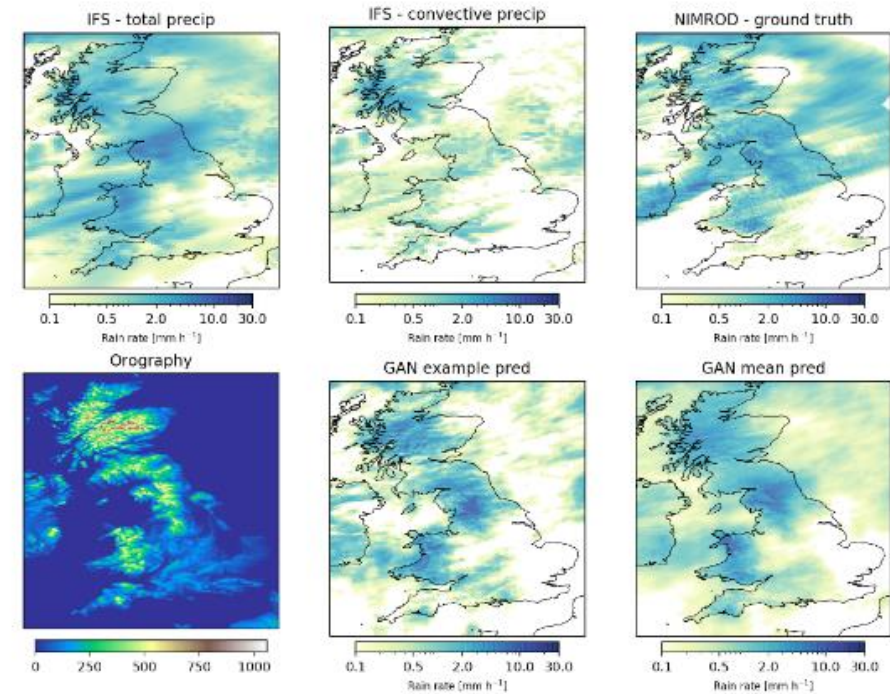 IFS - total precip
IFS - convective precip
NIMROD - ground truth
0.1 0.5 2.0 10.0 30.0
Rain rate [mm h⁻¹]
0.1 0.5 2.0 10.0 30.0
Rain rate [mm h⁻¹]
0.1 0.5 2.0 10.0 30.0
Rain rate [mm h⁻¹]
Orography
GAN example pred
GAN mean pred
0 250 500 750 1000
0.1 0.5 2.0 10.0 30.0
Rain rate [mm h⁻¹]
0.1 0.5 2.0 10.0 30.0
Rain rate [mm h⁻¹]